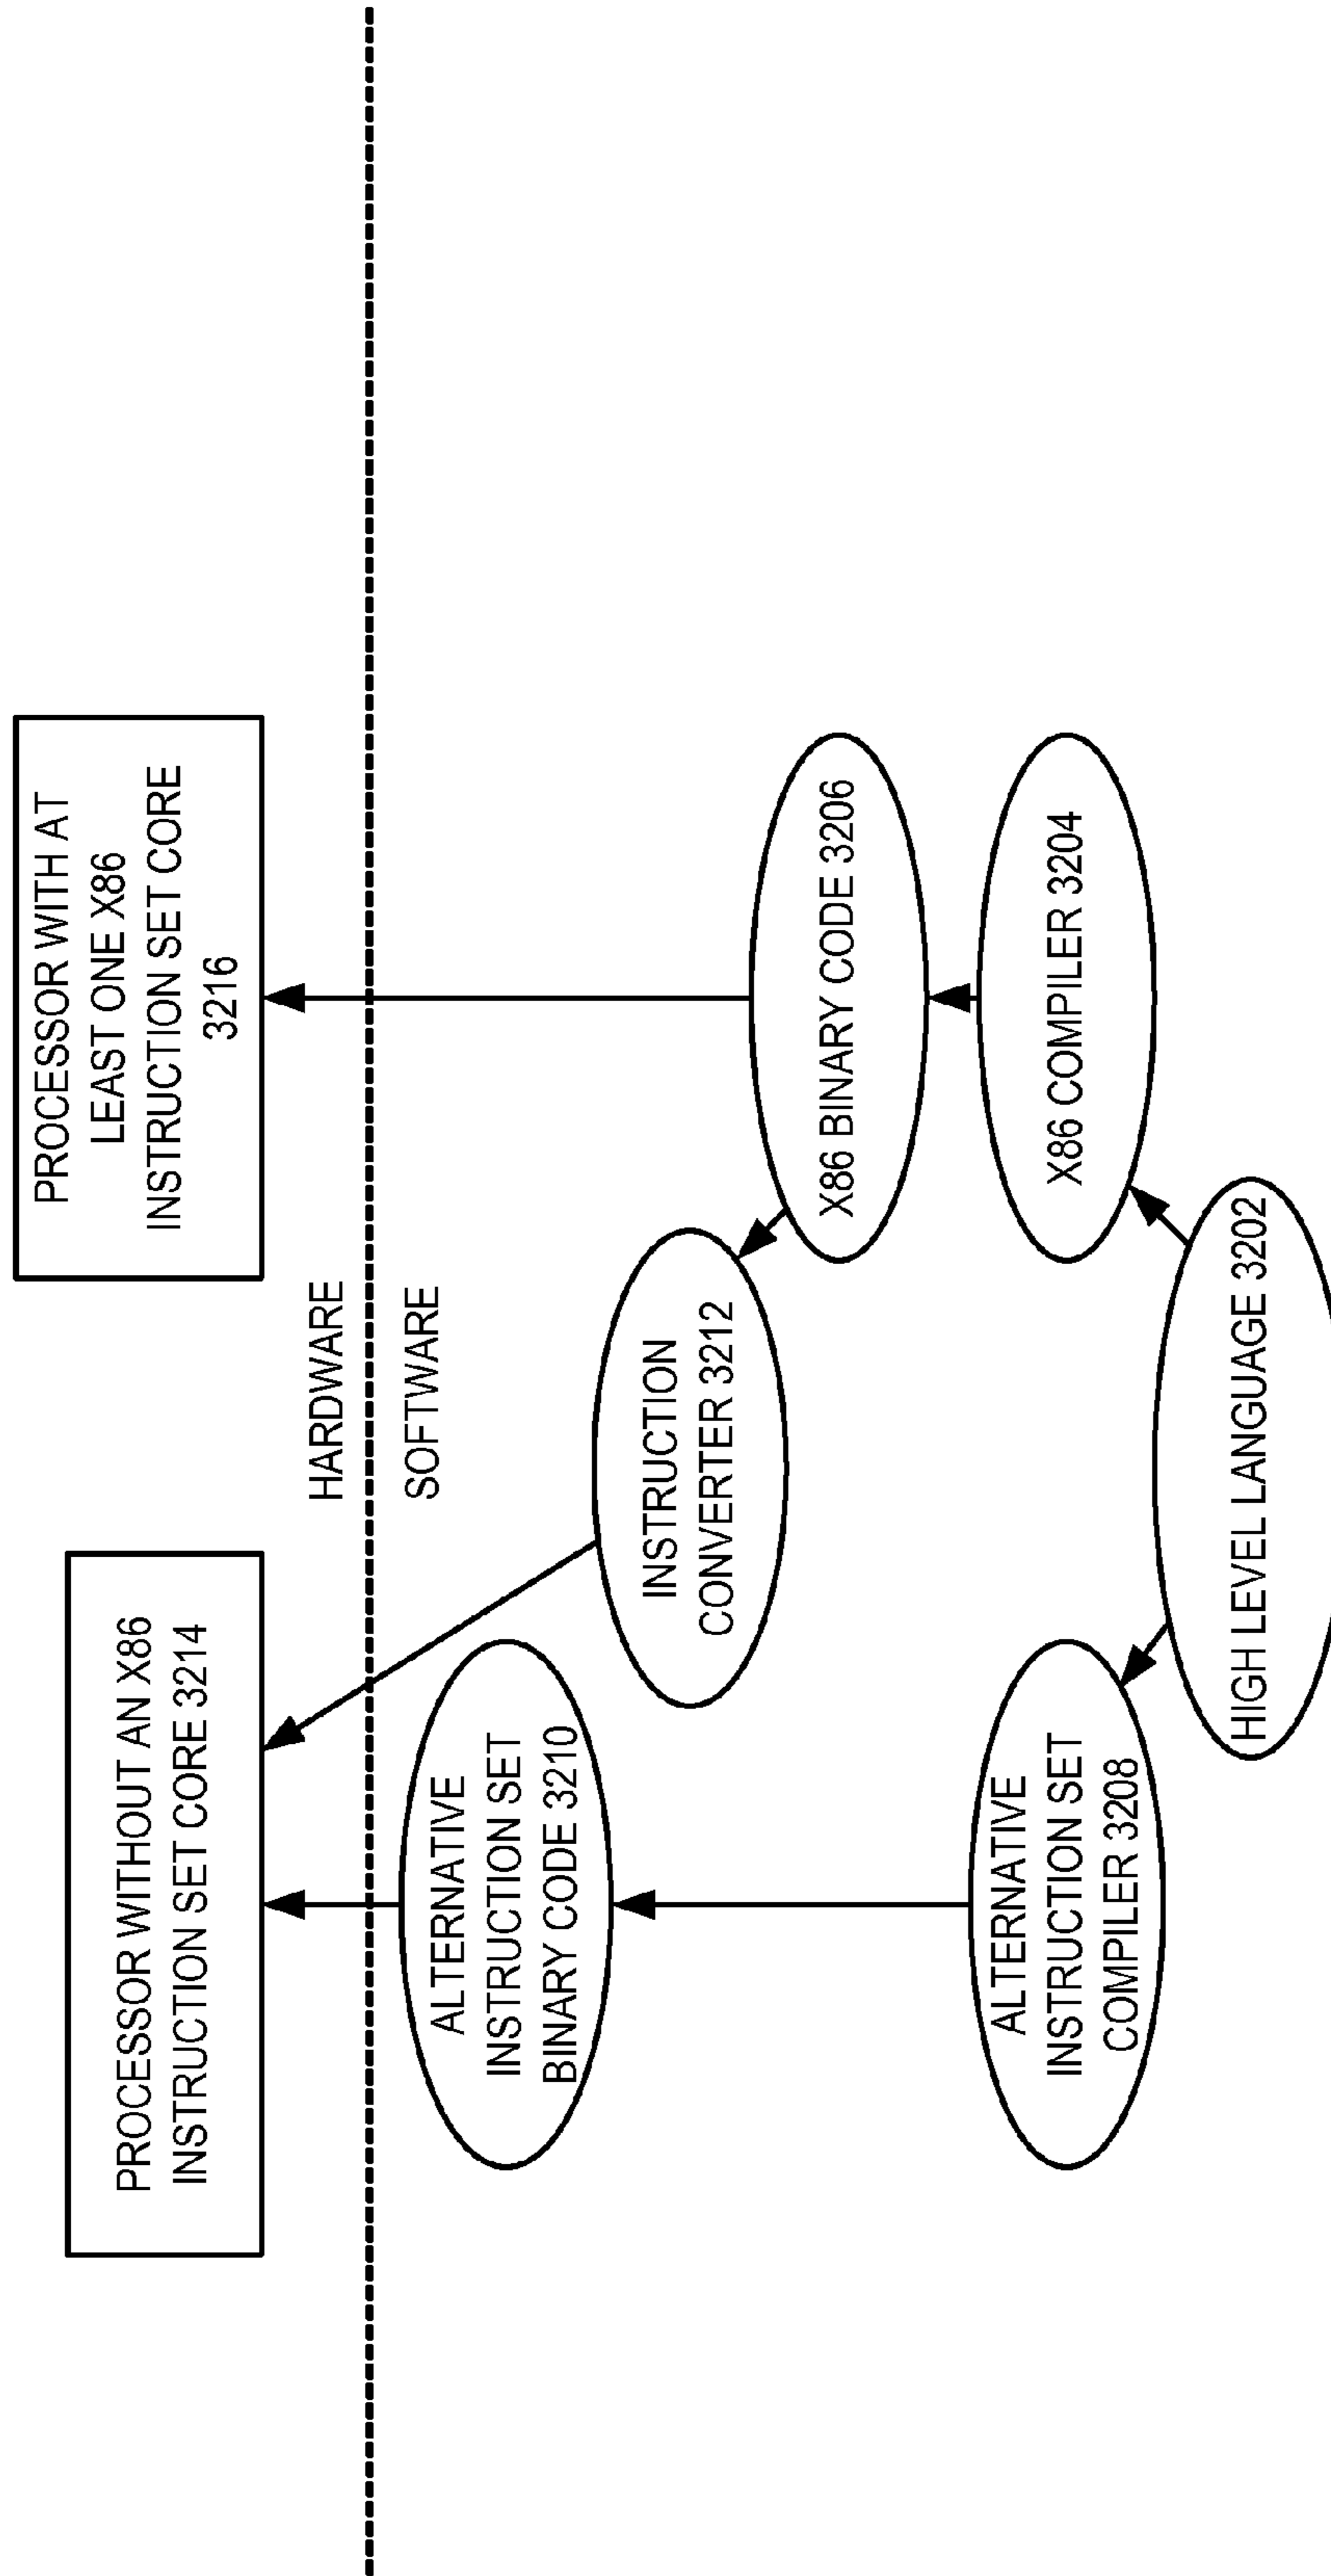 PROCESSOR WITHOUT AN X86
INSTRUCTION SET CORE 3214
PROCESSOR WITH AT
LEAST ONE X86
INSTRUCTION SET CORE
3216
HARDWARE
SOFTWARE
ALTERNATIVE
INSTRUCTION SET
BINARY CODE 3210
INSTRUCTION
CONVERTER 3212
X86 BINARY CODE 3206
ALTERNATIVE
INSTRUCTION SET
COMPILER 3208
X86 COMPILER 3204
HIGH LEVEL LANGUAGE 3202